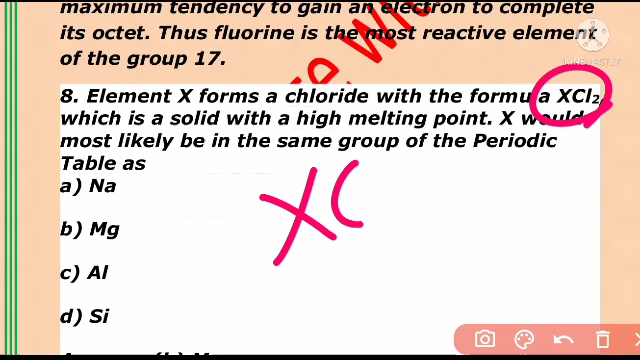 maximum tendency to gain an electron to complete
its octet. Thus fluorine is the most reactive element
of the group 17.
8. Element X forms a chloride with the formula XCl₂,
which is a solid with a high melting point. X would
most likely be in the same group of the Periodic
Table as
a) Na
b) Mg
c) Al
d) Si
XC
KINEMASTER